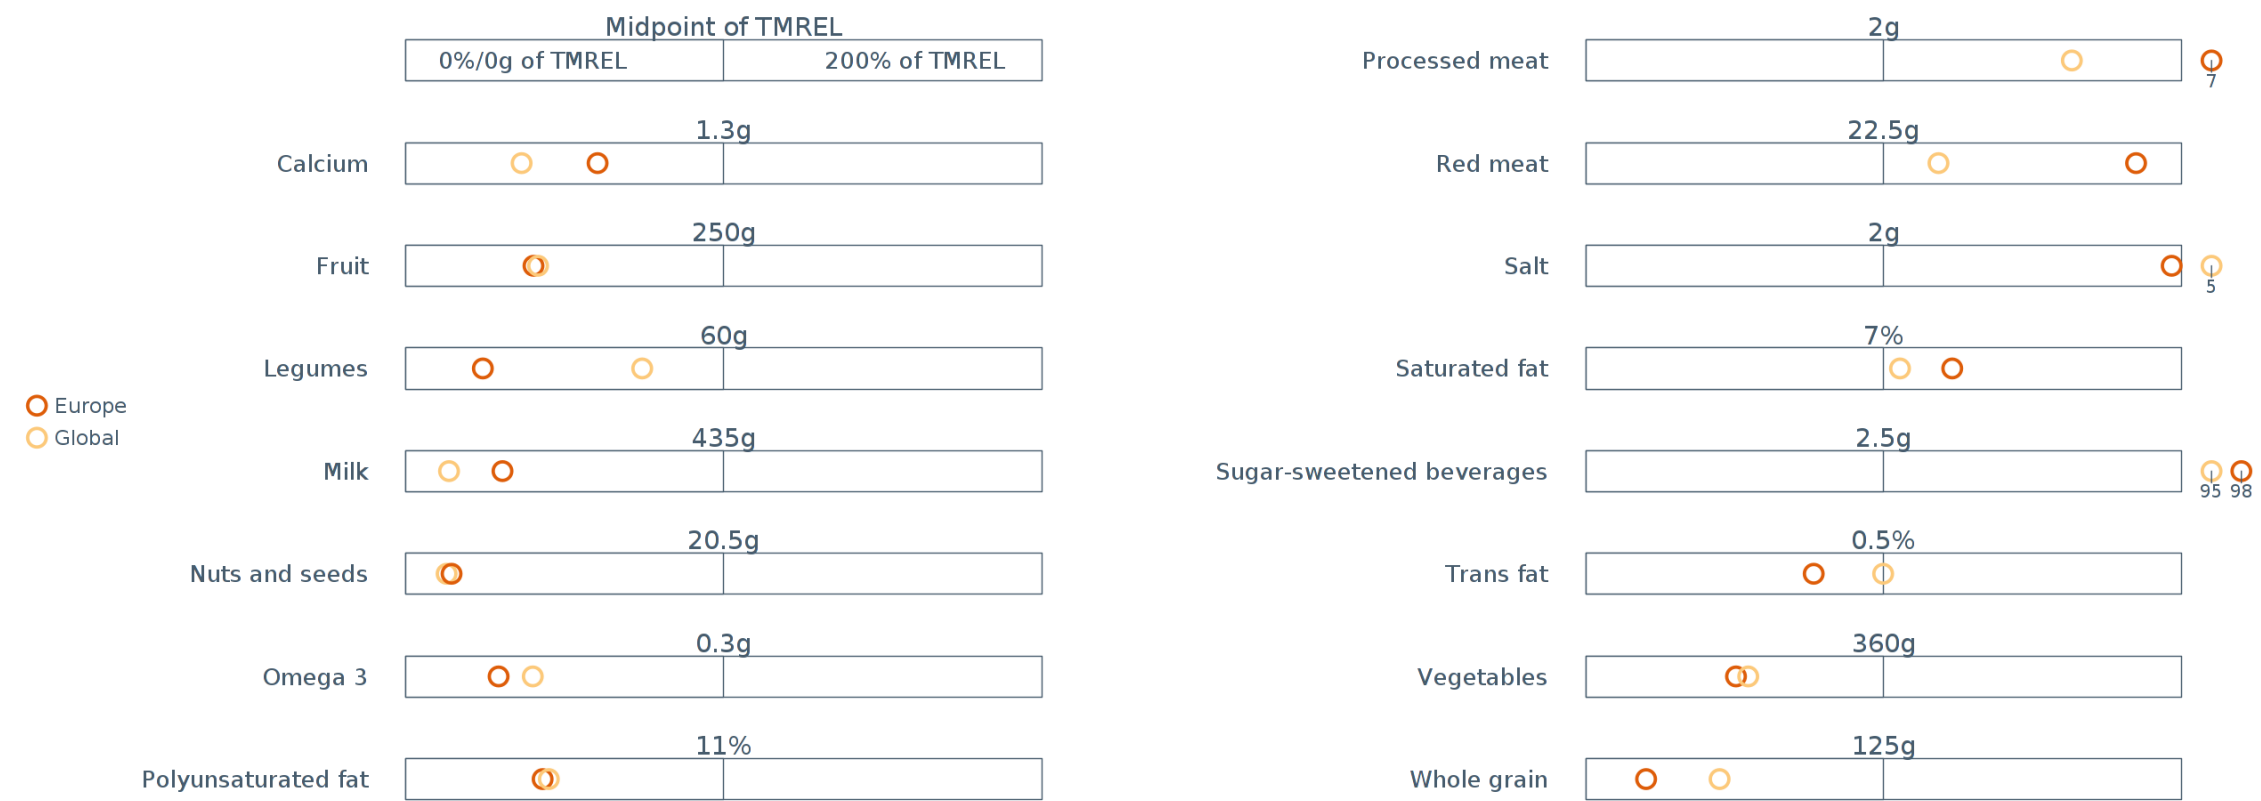 Midpoint of TMREL
0%/0g of TMREL 200% of TMREL
Calcium 1.3g
Fruit 250g
Legumes 60g
Milk 435g
Nuts and seeds 20.5g
Omega 3 0.3g
Polyunsaturated fat 11%
Europe
Global
Processed meat 2g
7
Red meat 22.5g
Salt 2g
5
Saturated fat 7%
Sugar-sweetened beverages 2.5g
95 98
Trans fat 0.5%
Vegetables 360g
Whole grain 125g